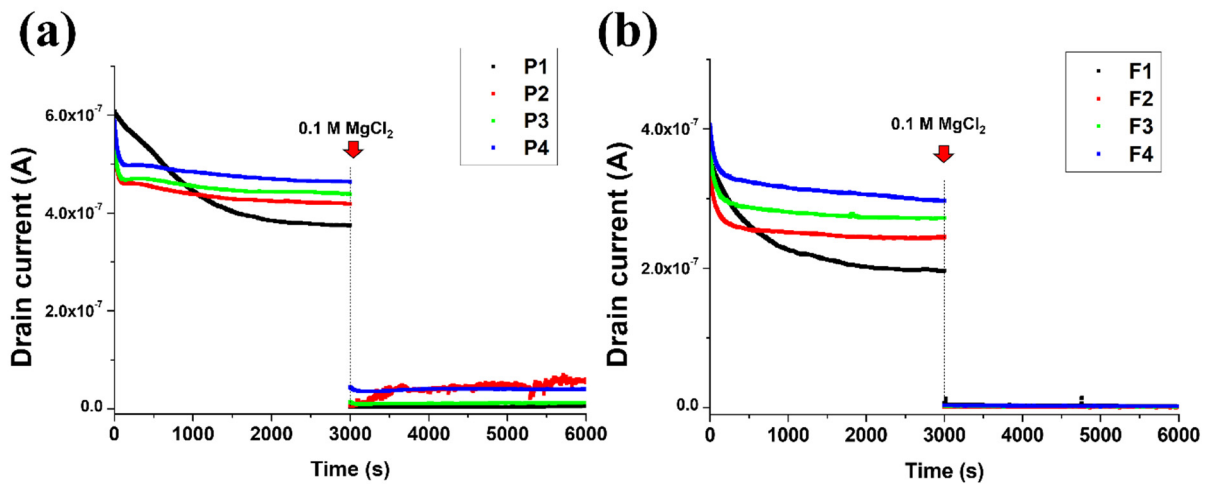 (a)
P1
P2
P3
P4
0.1 M MgCl₂
6.0x10⁻⁷
4.0x10⁻⁷
2.0x10⁻⁷
0.0
Drain current (A)
0 1000 2000 3000 4000 5000 6000
Time (s)
(b)
F1
F2
F3
F4
0.1 M MgCl₂
4.0x10⁻⁷
2.0x10⁻⁷
0.0
Drain current (A)
0 1000 2000 3000 4000 5000 6000
Time (s)